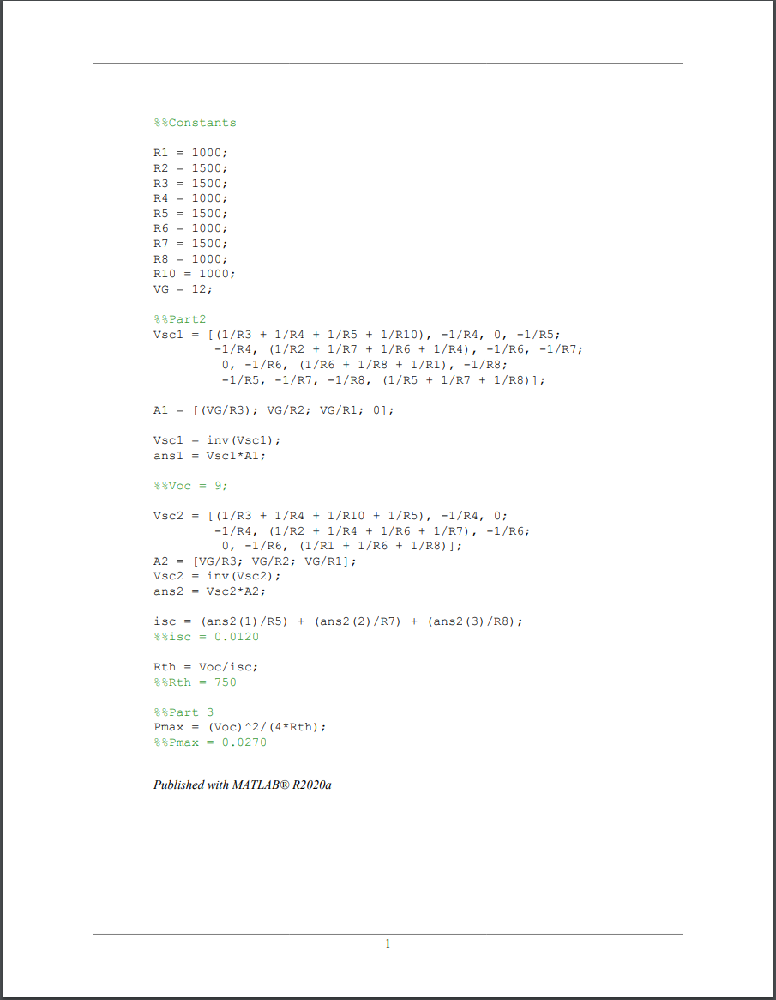 %%Constants
R1 = 1000;
R2 = 1500;
R3 = 1500;
R4 = 1000;
R5 = 1500;
R6 = 1000;
R7 = 1500;
R8 = 1000;
R10 = 1000;
VG = 12;
%%Part2
Vsc1 = [(1/R3 + 1/R4 + 1/R5 + 1/R10), -1/R4, 0, -1/R5;
-1/R4, (1/R2 + 1/R7 + 1/R6 + 1/R4), -1/R6, -1/R7;
0, -1/R6, (1/R6 + 1/R8 + 1/R1), -1/R8;
-1/R5, -1/R7, -1/R8, (1/R5 + 1/R7 + 1/R8)];
A1 = [(VG/R3); VG/R2; VG/R1; 0];
Vsc1 = inv(Vsc1);
ans1 = Vsc1*A1;
%%Voc = 9;
Vsc2 = [(1/R3 + 1/R4 + 1/R10 + 1/R5), -1/R4, 0;
-1/R4, (1/R2 + 1/R4 + 1/R6 + 1/R7), -1/R6;
0, -1/R6, (1/R1 + 1/R6 + 1/R8)];
A2 = [VG/R3; VG/R2; VG/R1];
Vsc2 = inv(Vsc2);
ans2 = Vsc2*A2;
isc = (ans2(1)/R5) + (ans2(2)/R7) + (ans2(3)/R8);
%%isc = 0.0120
Rth = Voc/isc;
%%Rth = 750
%%Part 3
Pmax = (Voc)^2/(4*Rth);
%%Pmax = 0.0270
Published with MATLAB® R2020a
1